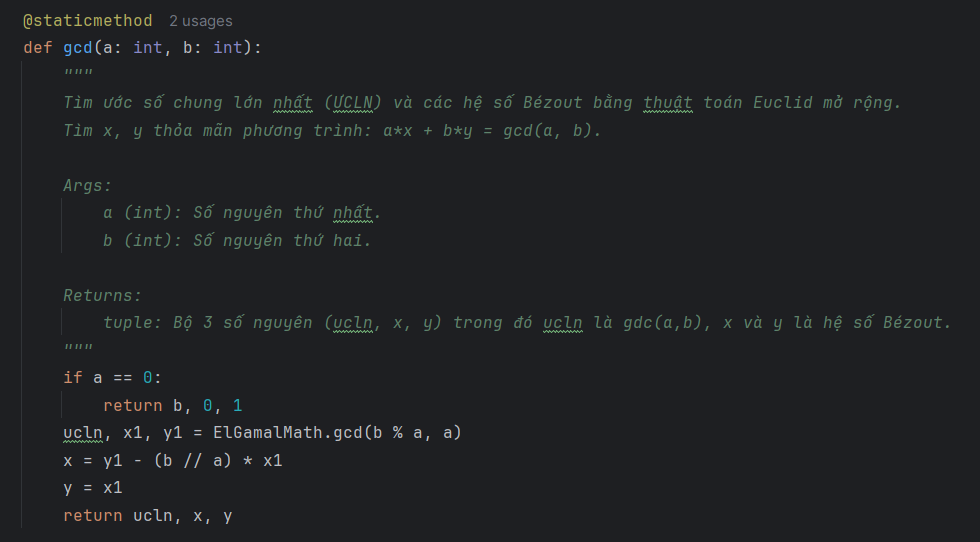 @staticmethod 2 usages
def gcd(a: int, b: int):
"""
Tìm ước số chung lớn nhất (ƯCLN) và các hệ số Bézout bằng thuật toán Euclid mở rộng.
Tìm x, y thỏa mãn phương trình: a*x + b*y = gcd(a, b).
Args:
a (int): Số nguyên thứ nhất.
b (int): Số nguyên thứ hai.
Returns:
tuple: Bộ 3 số nguyên (ucln, x, y) trong đó ucln là gdc(a,b), x và y là hệ số Bézout.
"""
if a == 0:
return b, 0, 1
ucln, x1, y1 = ElGamalMath.gcd(b % a, a)
x = y1 - (b // a) * x1
y = x1
return ucln, x, y